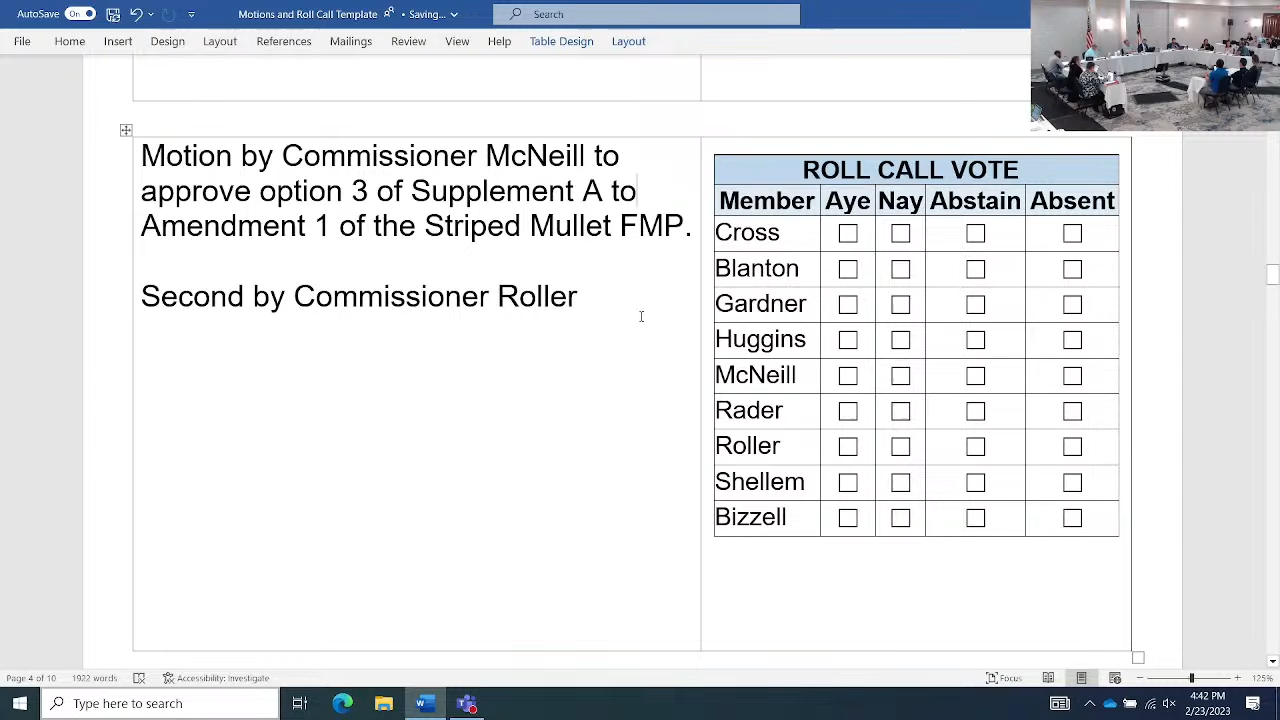 AutoSave On Motions Roll Call Template - Saving... Search
File Home Insert Design Layout References Mailings Review View Help Table Design Layout
Motion by Commissioner McNeill to
approve option 3 of Supplement A to
Amendment 1 of the Striped Mullet FMP.
Second by Commissioner Roller
ROLL CALL VOTE
Member Aye Nay Abstain Absent
Cross
Blanton
Gardner
Huggins
McNeill
Rader
Roller
Shellem
Bizzell
Page 4 of 10 1922 words Accessibility: Investigate Focus 125%
Type here to search
4:42 PM
2/23/2023